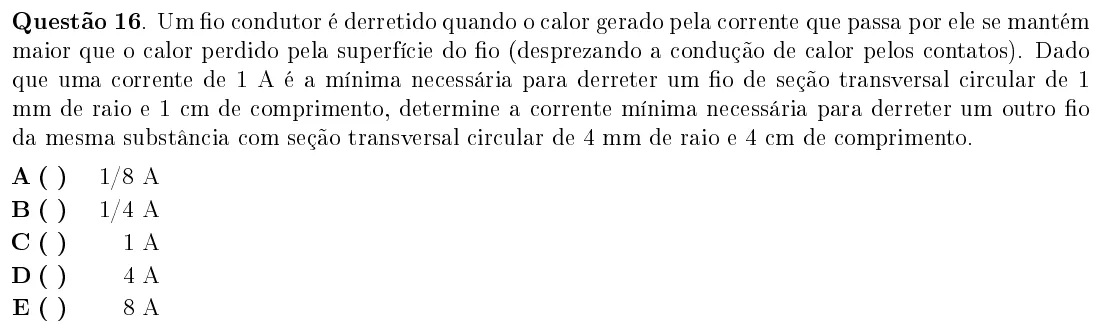 Questão 16. Um fio condutor é derretido quando o calor gerado pela corrente que passa por ele se mantém
maior que o calor perdido pela superfície do fio (desprezando a condução de calor pelos contatos). Dado
que uma corrente de 1 A é a mínima necessária para derreter um fio de seção transversal circular de 1
mm de raio e 1 cm de comprimento, determine a corrente mínima necessária para derreter um outro fio
da mesma substância com seção transversal circular de 4 mm de raio e 4 cm de comprimento.
A ( ) 1/8 A
B ( ) 1/4 A
C ( ) 1 A
D ( ) 4 A
E ( ) 8 A